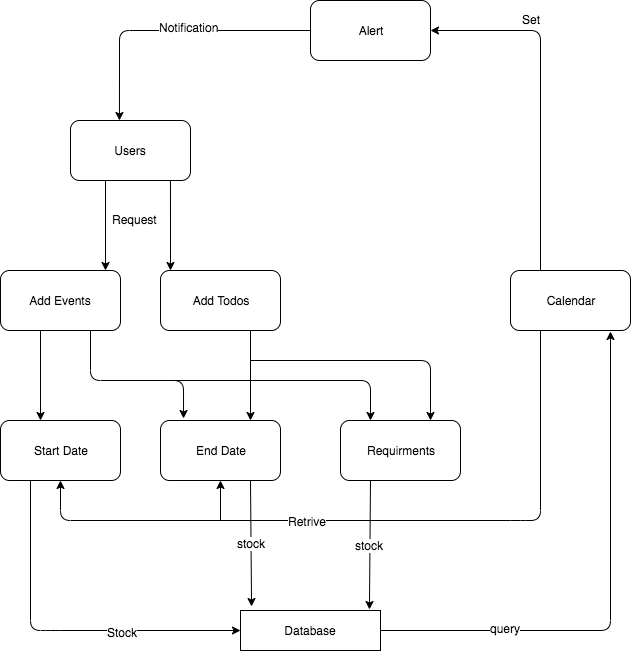 Set
Notification
Alert
Users
Request
Add Events
Add Todos
Calendar
Start Date
End Date
Requirments
Retrive
stock
stock
Stock
Database
query